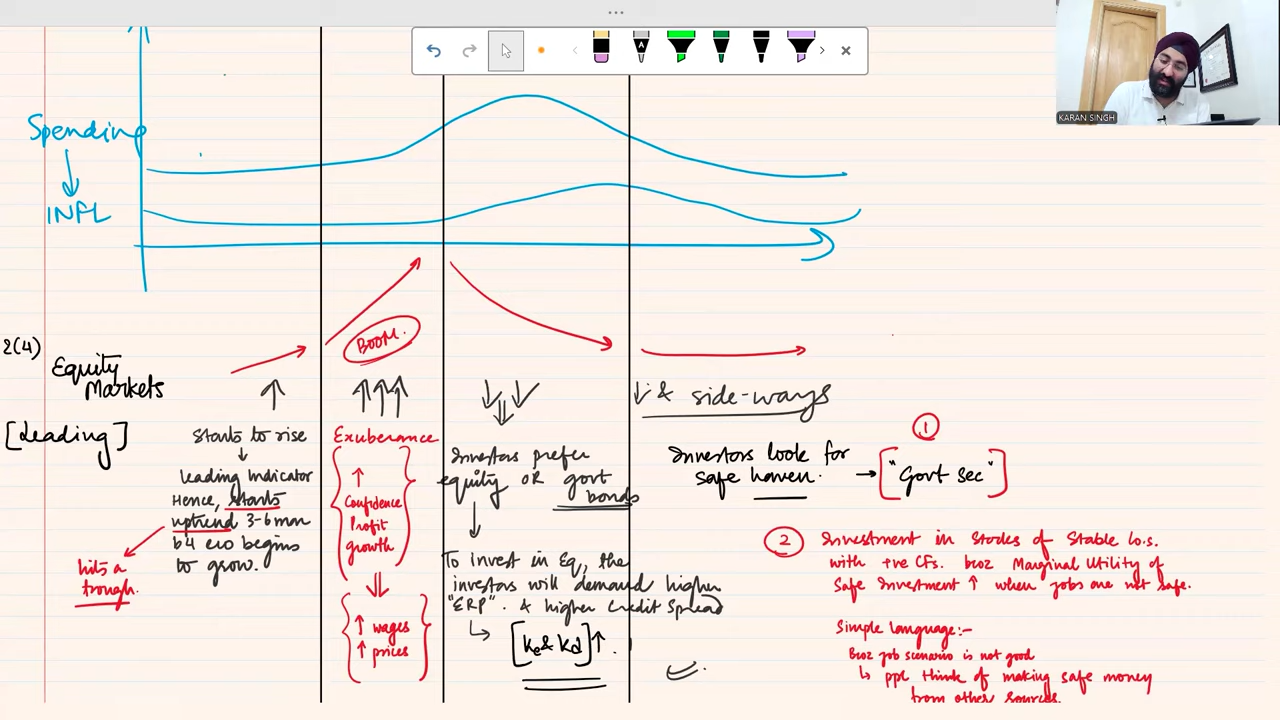 KARAN SINGH
Spending
INFL
2(4)
Equity
Markets
[Leading]
BOOM.
Starts to rise
leading Indicator
Hence, starts
uptrend 3-6 mon
b4 eco begins
to grow.
hits a
trough.
Exuberance
↑
Confidence
Profit
growth
↑ wages
↑ prices
Investors prefer
equity OR govt
bonds
To invest in Eq, the
investors will demand higher
"ERP". & higher Credit Spread
[Ke & Kd] ↑.
↓ & side-ways
Investors look for
safe haven. → ["Govt Sec"]
1
2 Investment in Stocks of Stable Co.s.
with +ve CFs. bcoz Marginal Utility of
Safe Investment ↑ when jobs are not safe.
Simple language:-
Bcoz job scenario is not good
↳ ppl think of making safe money
from other sources.